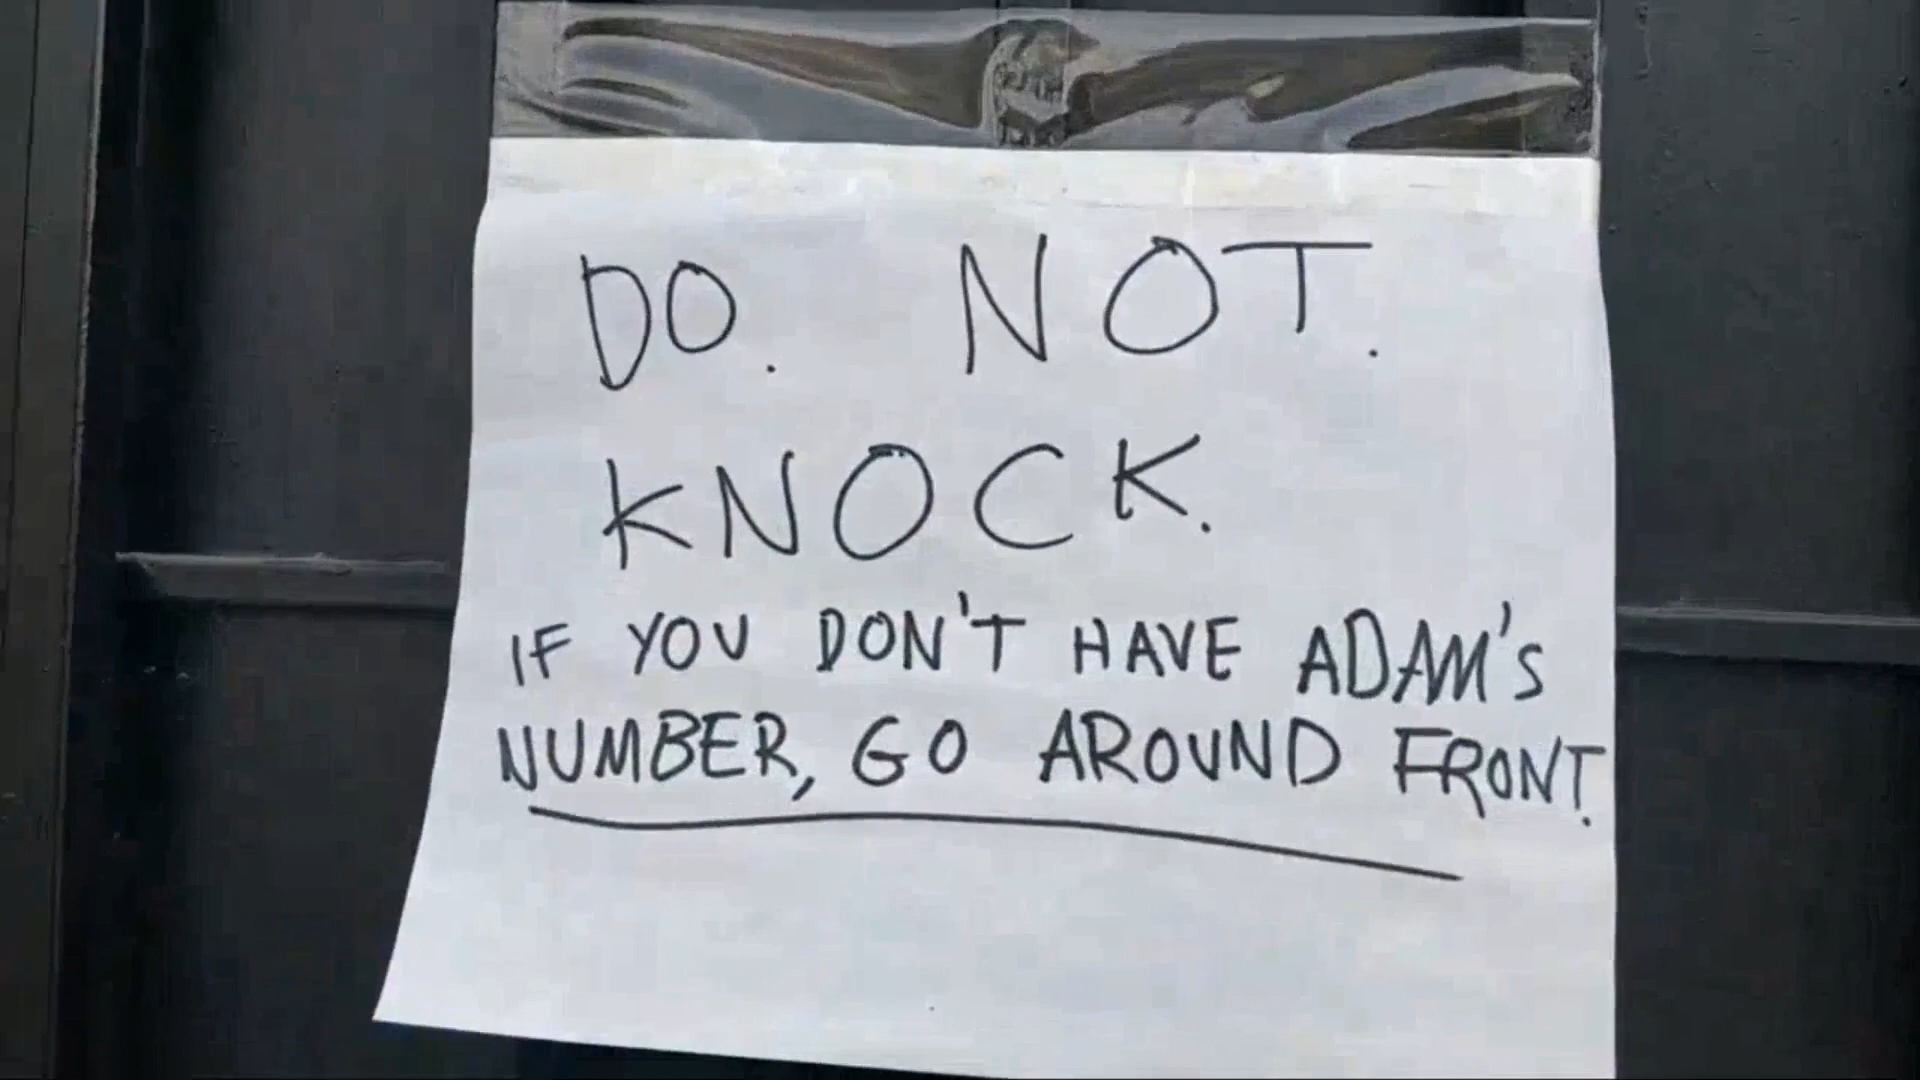 DO. NOT.
KNOCK.
IF YOU DON'T HAVE ADAM'S
NUMBER, GO AROUND FRONT.